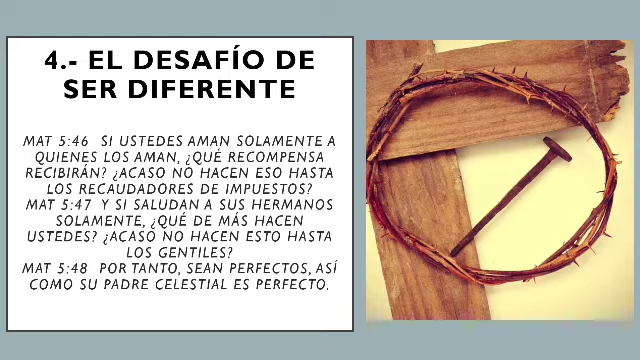 4.- EL DESAFÍO DE
SER DIFERENTE
MAT 5:46 SI USTEDES AMAN SOLAMENTE A
QUIENES LOS AMAN, ¿QUÉ RECOMPENSA
RECIBIRÁN? ¿ACASO NO HACEN ESO HASTA
LOS RECAUDADORES DE IMPUESTOS?
MAT 5:47 Y SI SALUDAN A SUS HERMANOS
SOLAMENTE, ¿QUÉ DE MÁS HACEN
USTEDES? ¿ACASO NO HACEN ESTO HASTA
LOS GENTILES?
MAT 5:48 POR TANTO, SEAN PERFECTOS, ASÍ
COMO SU PADRE CELESTIAL ES PERFECTO.